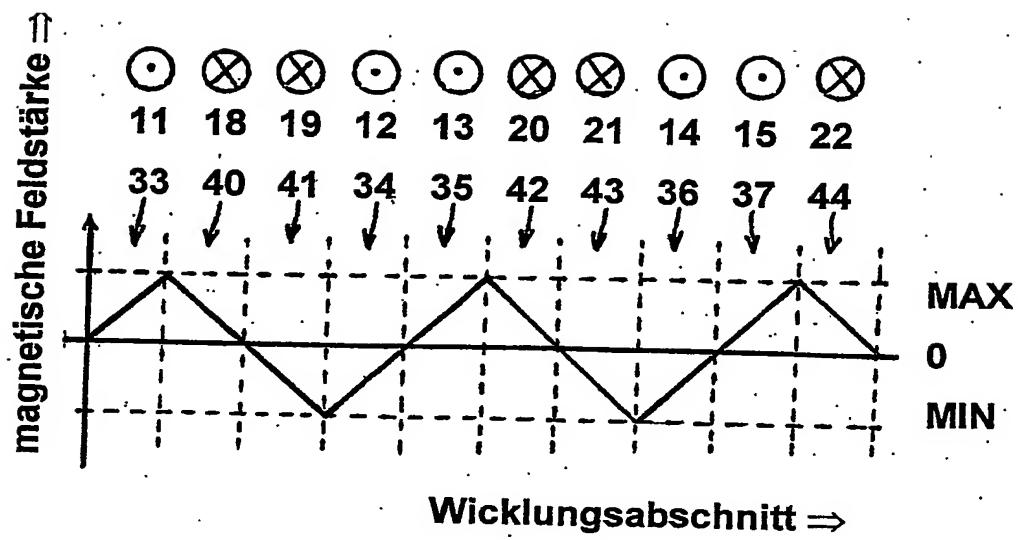 magnetische Feldstärke ⇒
11 18 19 12 13 20 21 14 15 22
33 40 41 34 35 42 43 36 37 44
MAX
0
MIN
Wicklungsabschnitt ⇒